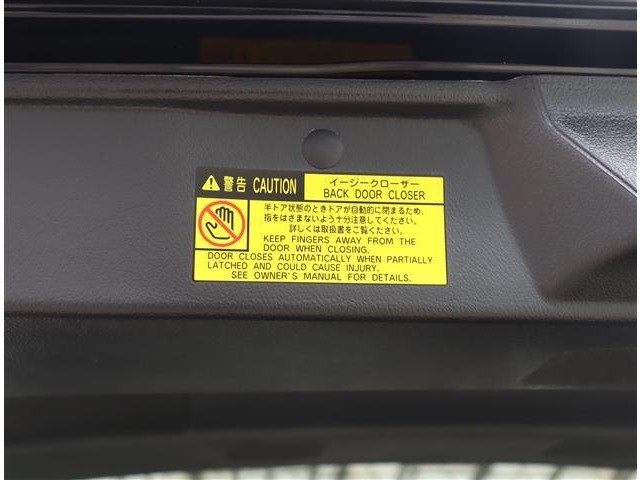 警告 CAUTION
イージークローザー
BACK DOOR CLOSER
半ドア状態のときドアが自動的に閉まるため、
指をはさまないよう十分注意してください。
詳しくは取扱書をご覧ください。
KEEP FINGERS AWAY FROM THE
DOOR WHEN CLOSING.
DOOR CLOSES AUTOMATICALLY WHEN PARTIALLY
LATCHED AND COULD CAUSE INJURY.
SEE OWNER'S MANUAL FOR DETAILS.